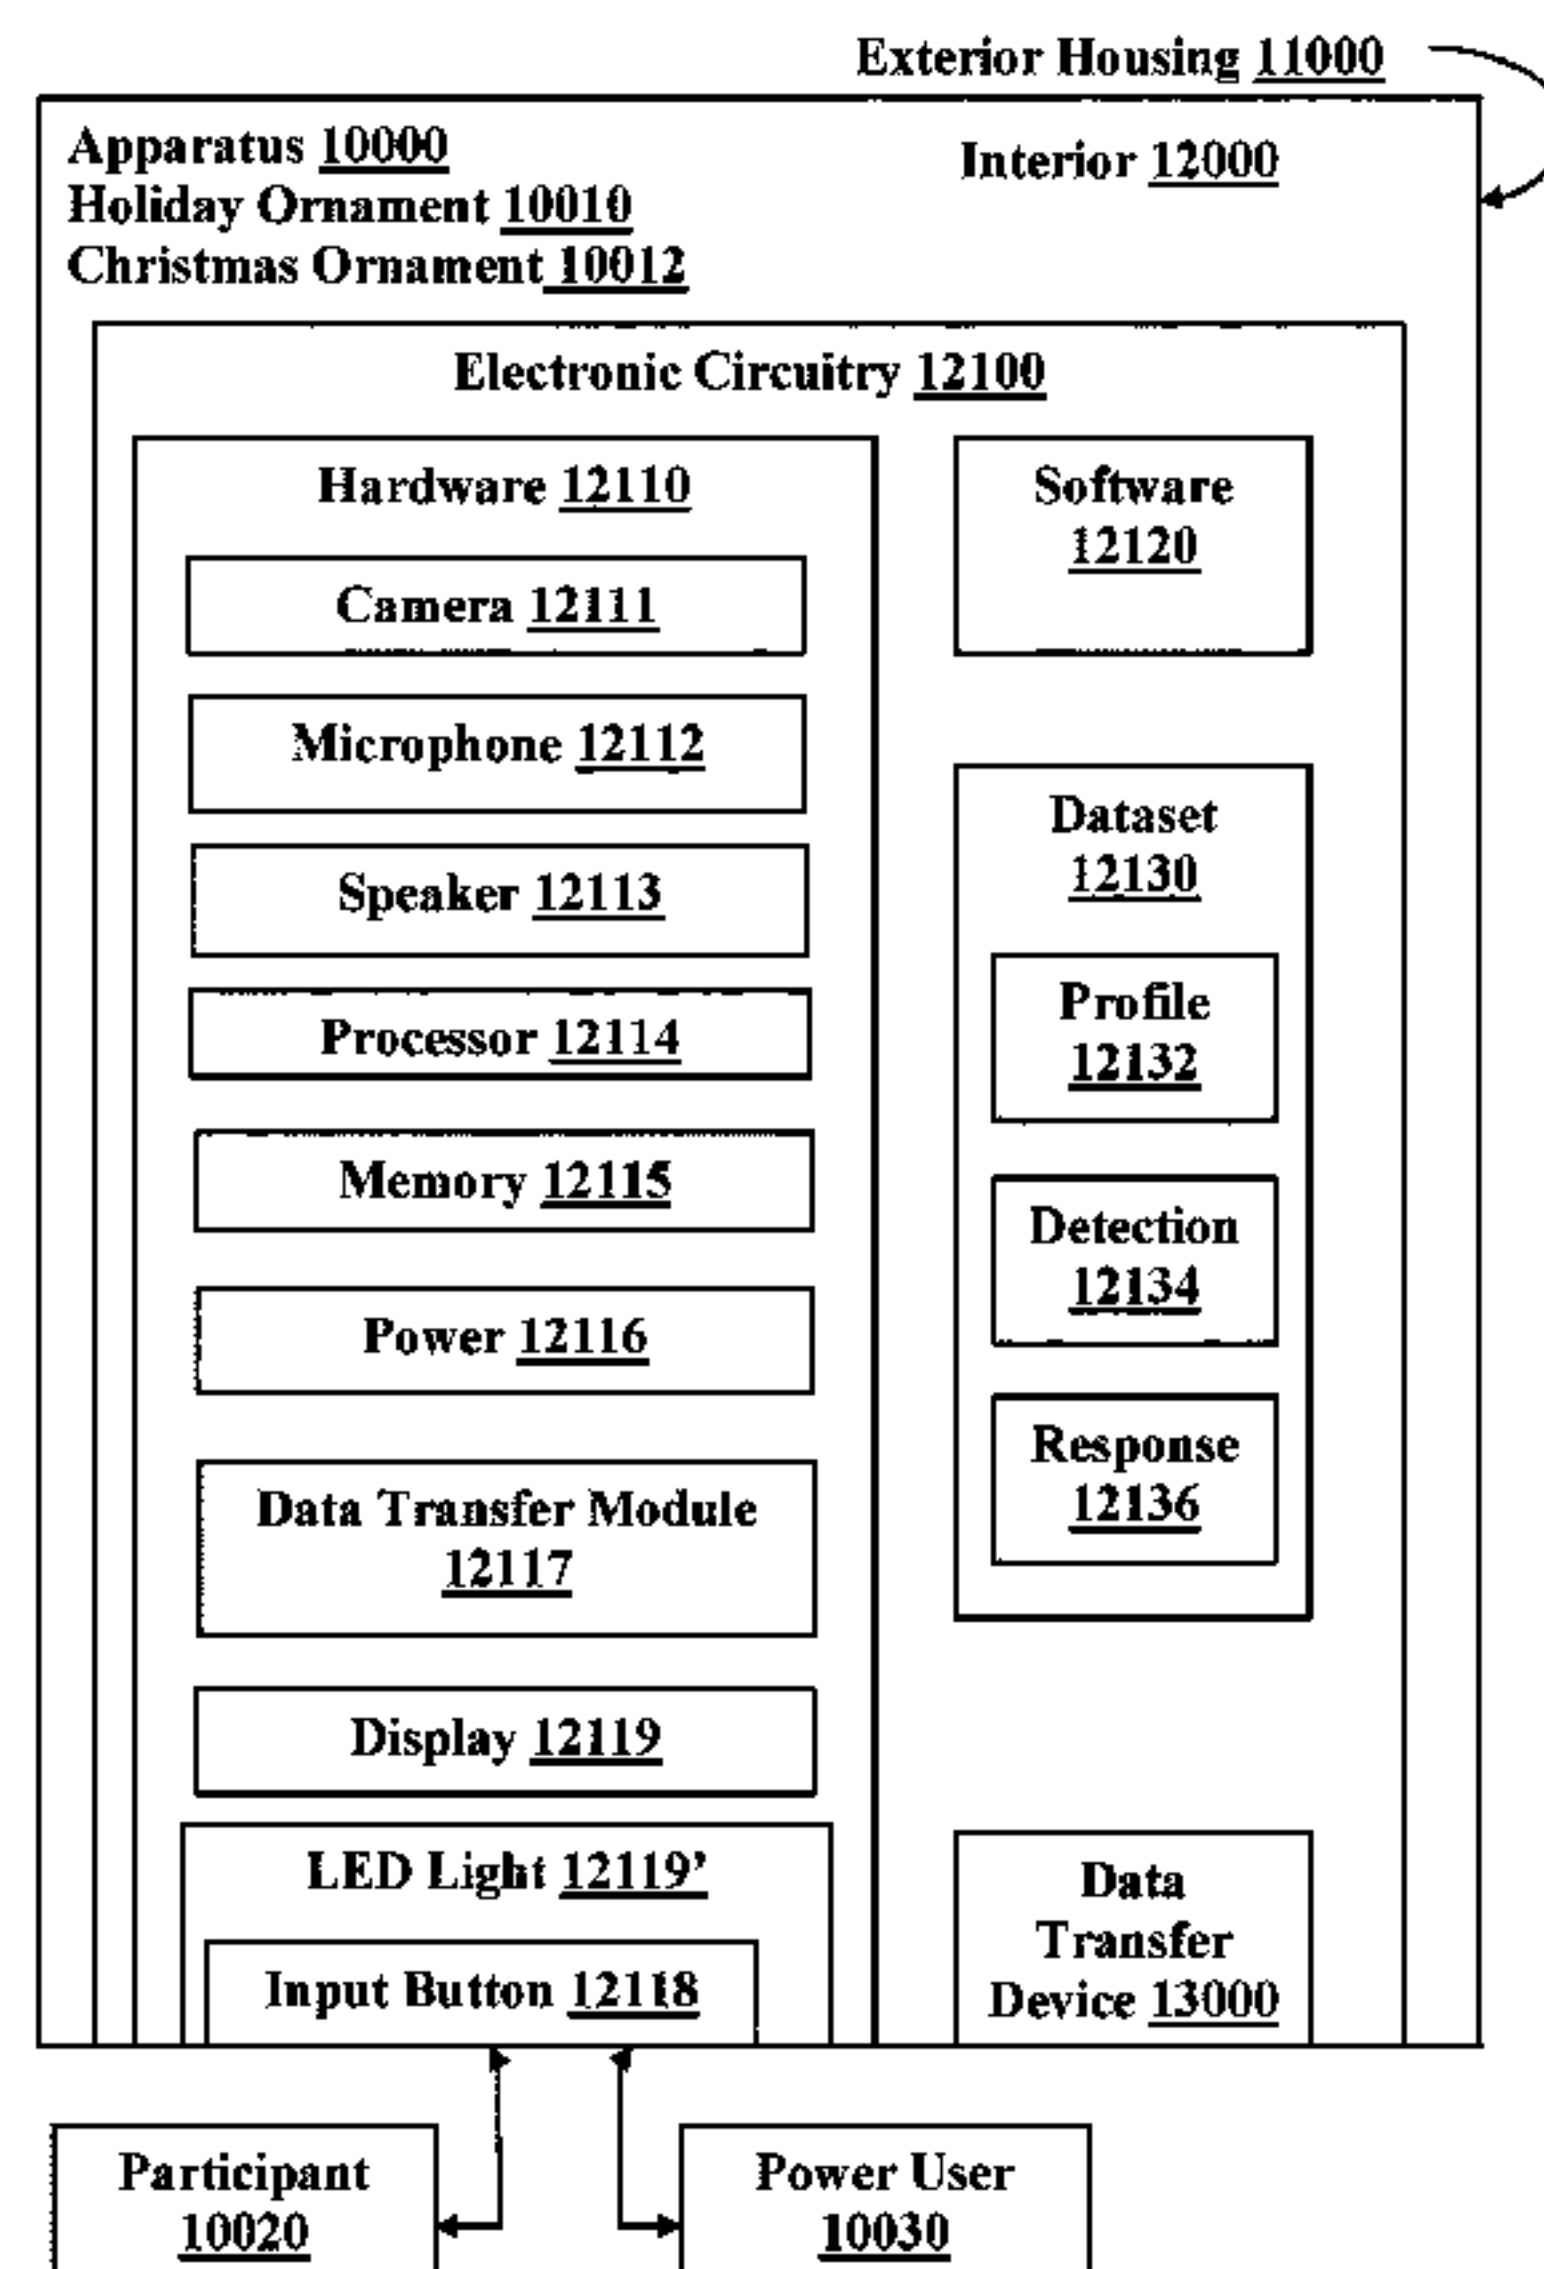 Exterior Housing 11000
Apparatus 10000
Holiday Ornament 10010
Christmas Ornament 10012
Interior 12000
Electronic Circuitry 12100
Hardware 12110
Camera 12111
Microphone 12112
Speaker 12113
Processor 12114
Memory 12115
Power 12116
Data Transfer Module
12117
Display 12119
LED Light 12119’
Input Button 12118
Software
12120
Dataset
12130
Profile
12132
Detection
12134
Response
12136
Data
Transfer
Device 13000
Participant
10020
Power User
10030